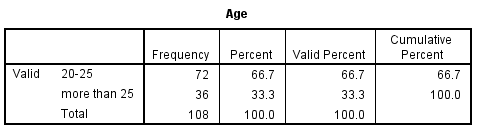 Age
Frequency Percent Valid Percent Cumulative Percent
Valid 20-25 72 66.7 66.7 66.7
more than 25 36 33.3 33.3 100.0
Total 108 100.0 100.0